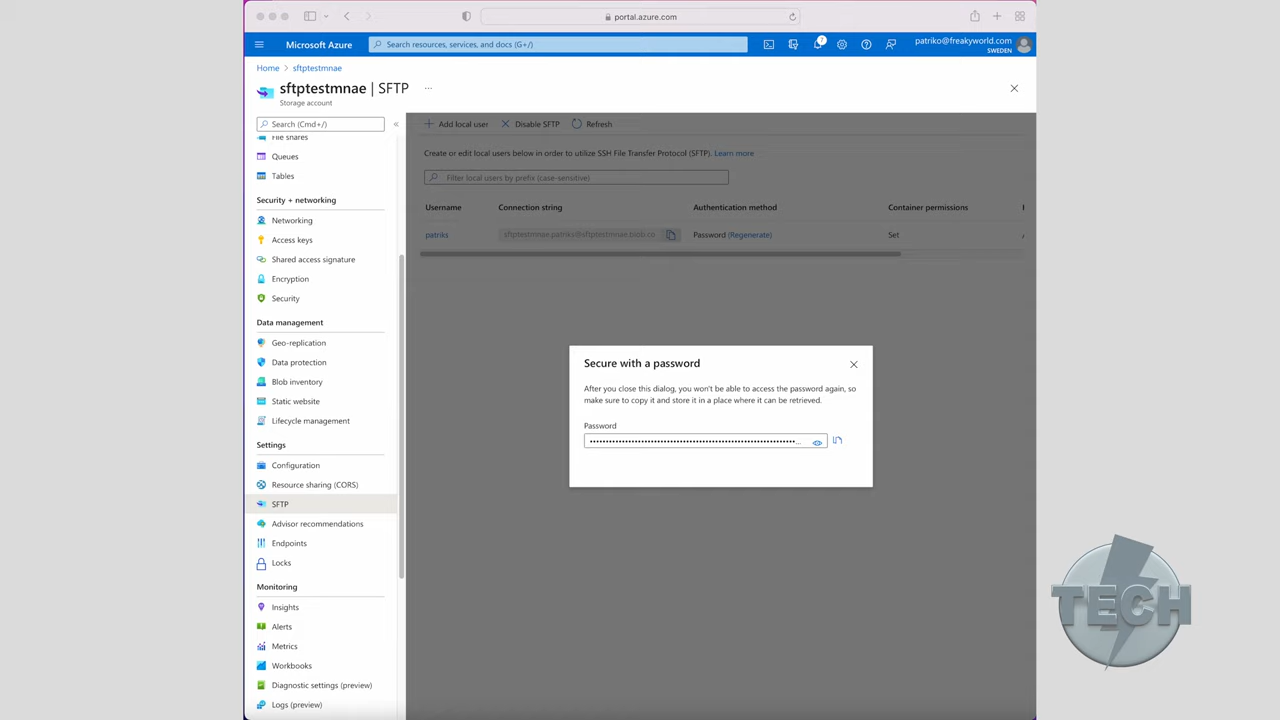 portal.azure.com
Microsoft Azure
Search resources, services, and docs (G+/)
7
patriko@freakyworld.com
SWEDEN
Home > sftptestmnae
sftptestmnae | SFTP ...
Storage account
Search (Cmd+/)
«
File shares
Queues
Tables
Security + networking
Networking
Access keys
Shared access signature
Encryption
Security
Data management
Geo-replication
Data protection
Blob inventory
Static website
Lifecycle management
Settings
Configuration
Resource sharing (CORS)
SFTP
Advisor recommendations
Endpoints
Locks
Monitoring
Insights
Alerts
Metrics
Workbooks
Diagnostic settings (preview)
Logs (preview)
Add local user
Disable SFTP
Refresh
Create or edit local users below in order to utilize SSH File Transfer Protocol (SFTP). Learn more
Filter local users by prefix (case-sensitive)
Username Connection string Authentication method Container permissions
patriks sftptestmnae.patriks@sftptestmnae.blob.co Password (Regenerate) Set
Secure with a password
After you close this dialog, you won't be able to access the password again, so
make sure to copy it and store it in a place where it can be retrieved.
Password
TECH